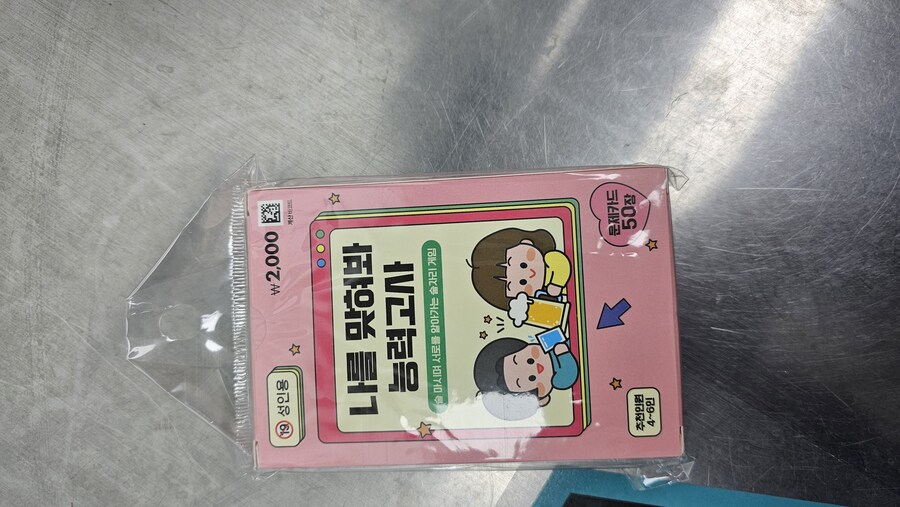 19 성인용
₩2,000
계산
나를 맞혀봐
능력고사
술 마시며 서로를 알아가는 술자리 게임
추천인원
4~6인
문제카드
50장